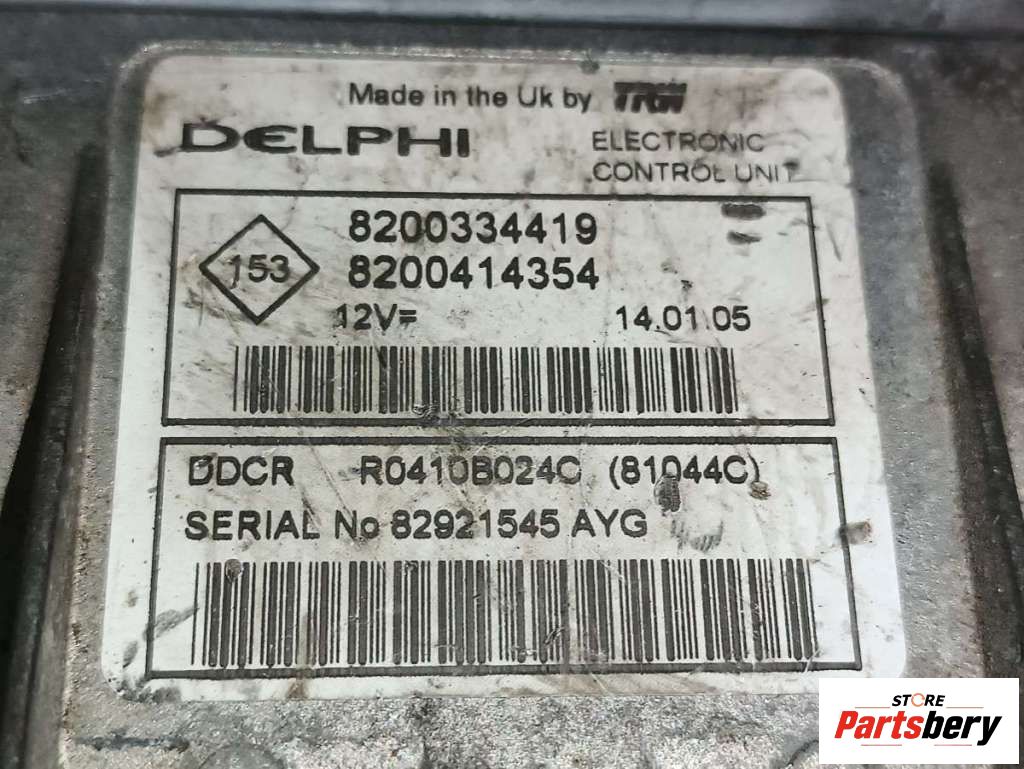 Made in the Uk by TRW
DELPHI
ELECTRONIC
CONTROL UNIT
8200334419
153
8200414354
12V= 14.01.05
DDCR R0410B024C (81044C)
SERIAL No 82921545 AYG
STORE
Partsbery